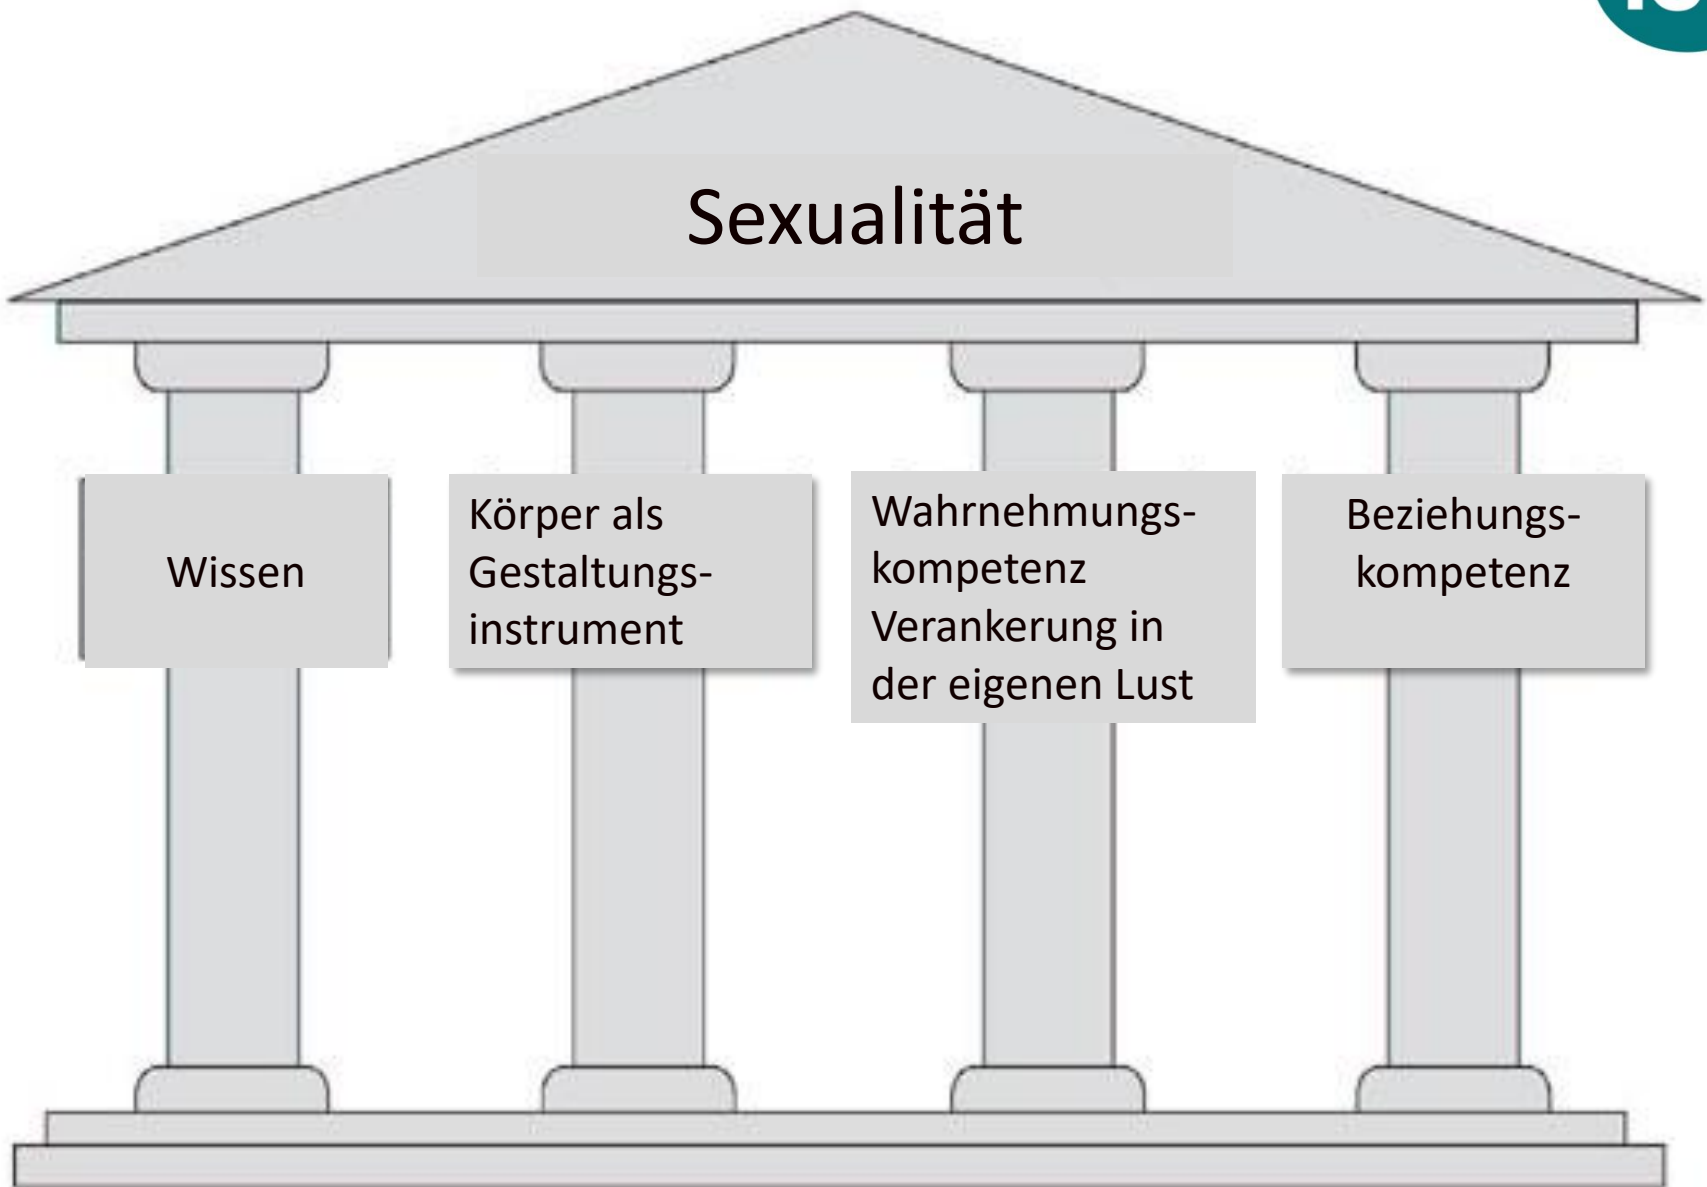 Sexualität
Wissen
Körper als
Gestaltungs-
instrument
Wahrnehmungs-
kompetenz
Verankerung in
der eigenen Lust
Beziehungs-
kompetenz